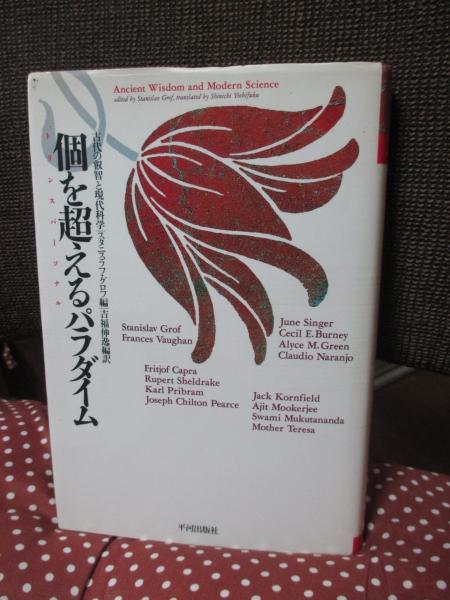 Ancient Wisdom and Modern Science
edited by Stanislav Grof, translated by Shinichi Yoshifuku
古代の叡智と現代科学 スタニスラフ・グロフ編 吉福伸逸編訳
個を超えるパラダイム
トランスパーソナル
Stanislav Grof
Frances Vaughan
June Singer
Cecil E. Burney
Alyce M. Green
Claudio Naranjo
Fritjof Capra
Rupert Sheldrake
Karl Pribram
Joseph Chilton Pearce
Jack Kornfield
Ajit Mookerjee
Swami Mukutananda
Mother Teresa
平河出版社